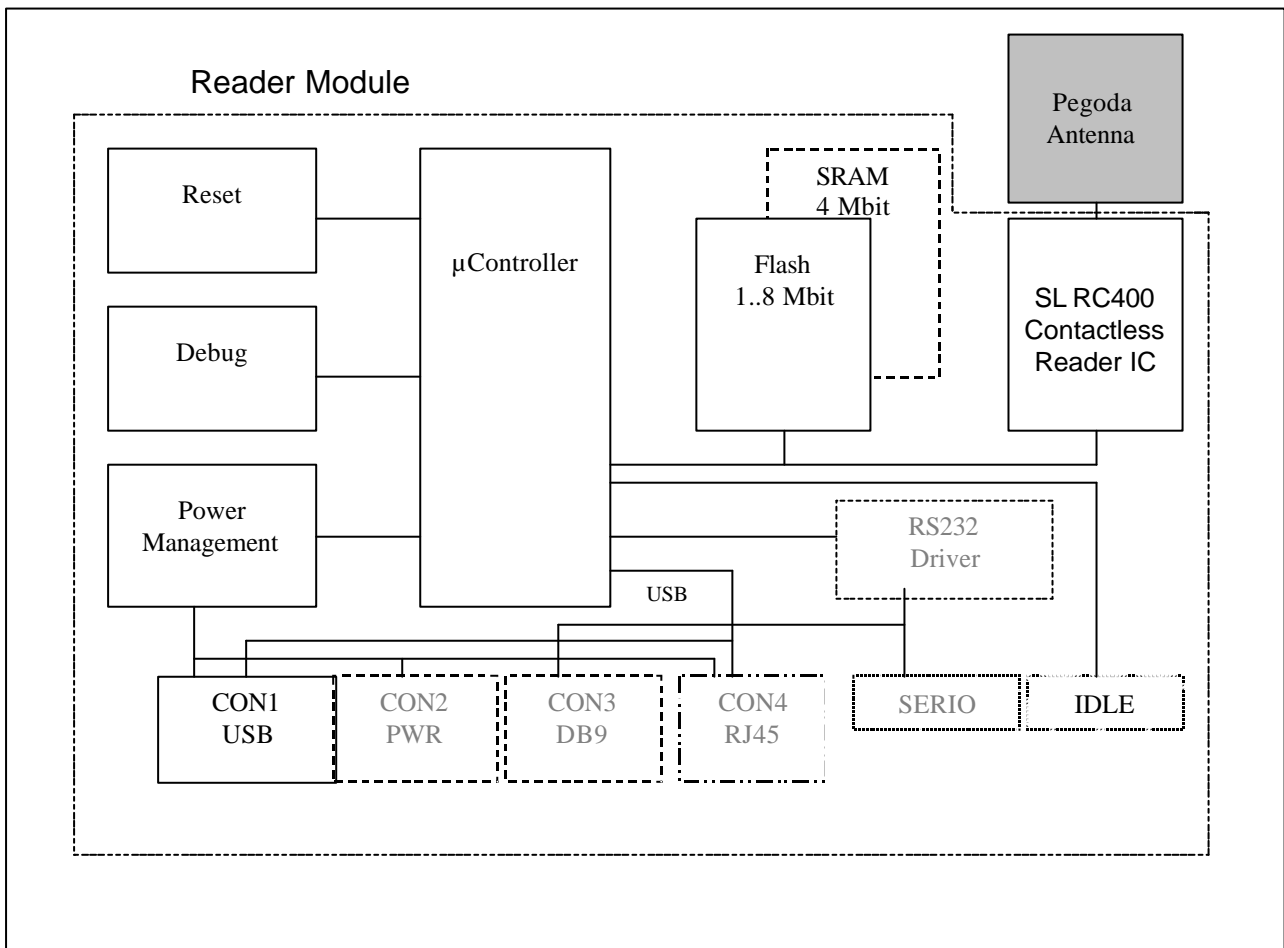 Reader Module
Pegoda
Antenna
Reset
µController
SRAM
4 Mbit
Flash
1..8 Mbit
SL RC400
Contactless
Reader IC
Debug
Power
Management
RS232
Driver
USB
CON1
USB
CON2
PWR
CON3
DB9
CON4
RJ45
SERIO
IDLE